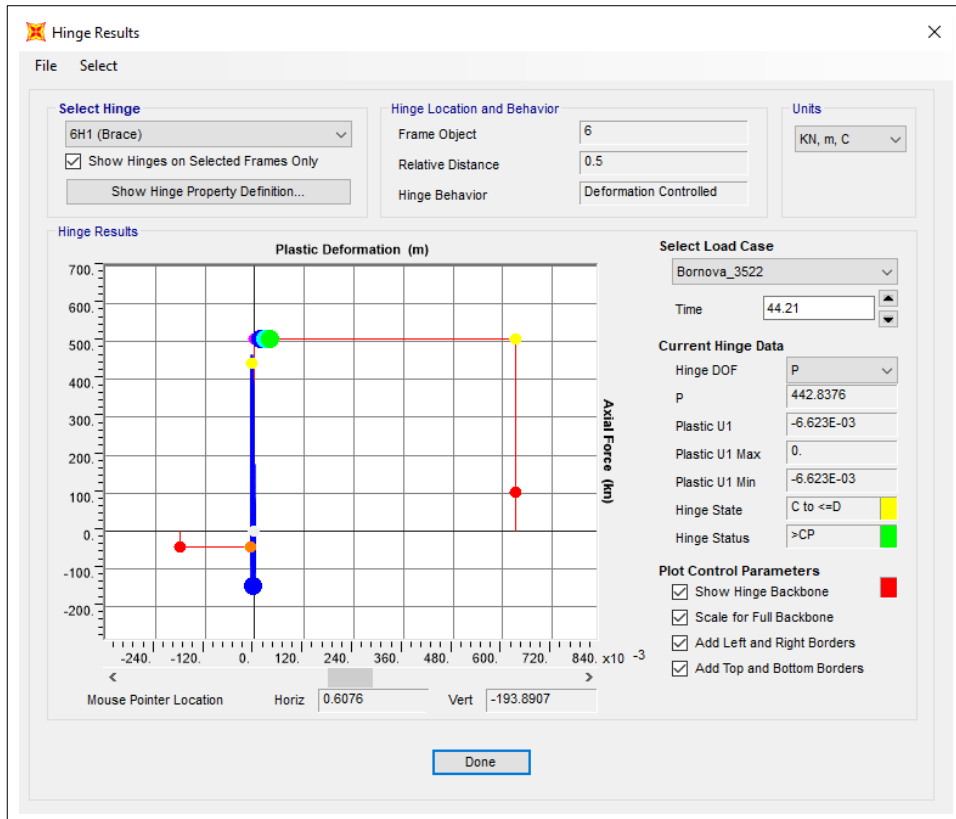 Hinge Results
File Select
Select Hinge
6H1 (Brace)
Show Hinges on Selected Frames Only
Show Hinge Property Definition...
Hinge Location and Behavior
Frame Object 6
Relative Distance 0.5
Hinge Behavior Deformation Controlled
Units
KN, m, C
Hinge Results
Plastic Deformation (m)
700.
600.
500.
400.
300.
200.
100.
0.
-100.
-200.
Axial Force (kn)
-240. -120. 0. 120. 240. 360. 480. 600. 720. 840. x10 -3
Mouse Pointer Location Horiz 0.6076 Vert -193.8907
Select Load Case
Bornova_3522
Time 44.21
Current Hinge Data
Hinge DOF P
P 442.8376
Plastic U1 -6.623E-03
Plastic U1 Max 0.
Plastic U1 Min -6.623E-03
Hinge State C to <=D
Hinge Status >CP
Plot Control Parameters
Show Hinge Backbone
Scale for Full Backbone
Add Left and Right Borders
Add Top and Bottom Borders
Done